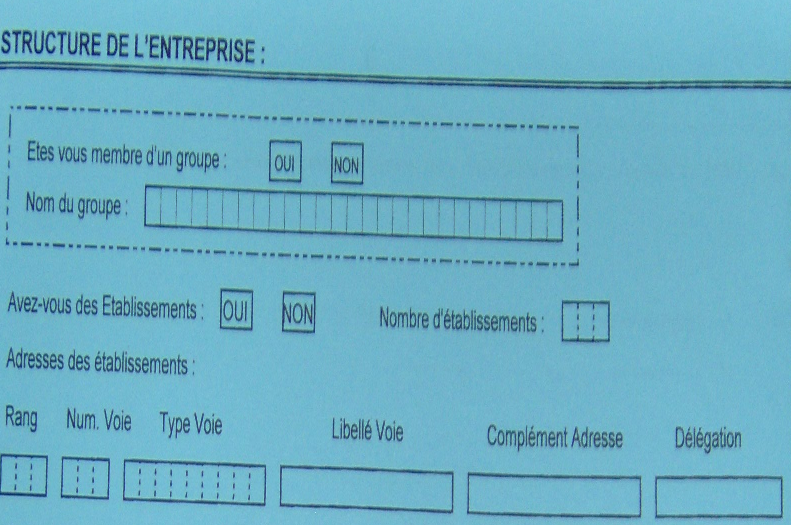 STRUCTURE DE L'ENTREPRISE :
Etes vous membre d'un groupe : OUI NON
Nom du groupe :
Avez-vous des Etablissements : OUI NON Nombre d'établissements :
Adresses des établissements :
Rang Num. Voie Type Voie Libellé Voie Complément Adresse Délégation